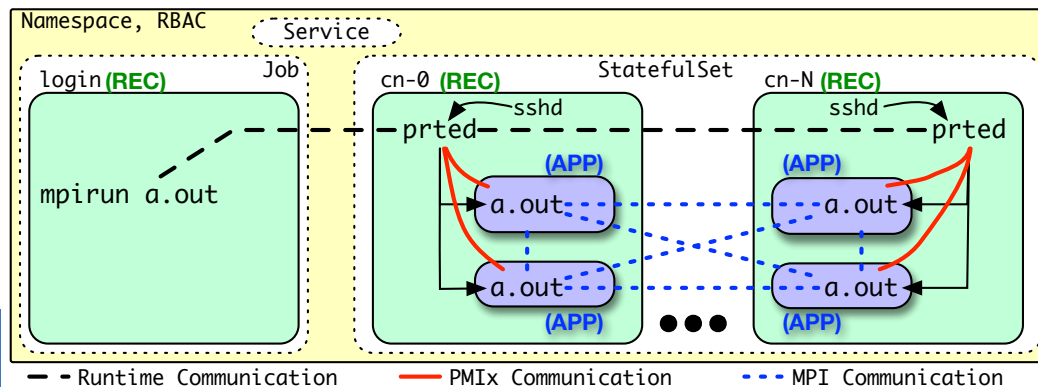 Namespace, RBAC
Service
Job
StatefulSet
login(REC)
cn-0 (REC)
cn-N(REC)
sshd
sshd
prted
prted
mpirun a.out
(APP)
(APP)
a.out
a.out
a.out
a.out
(APP)
(APP)
Runtime Communication
PMIx Communication
MPI Communication